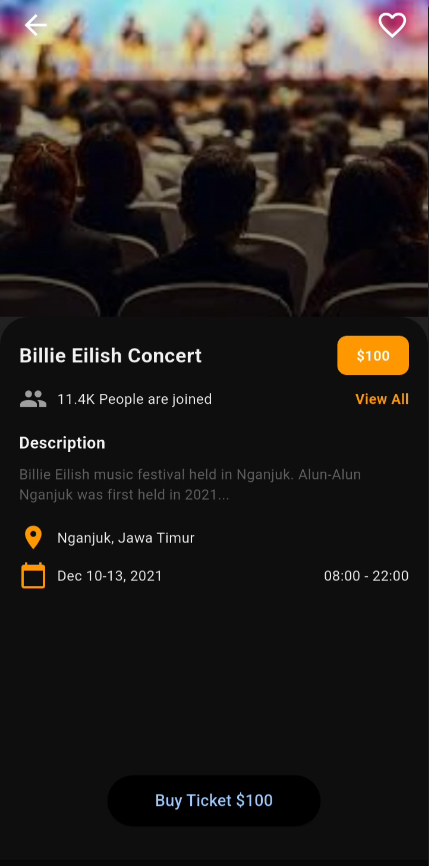 Billie Eilish Concert
$100
11.4K People are joined
View All
Description
Billie Eilish music festival held in Nganjuk. Alun-Alun
Nganjuk was first held in 2021...
Nganjuk, Jawa Timur
Dec 10-13, 2021
08:00 - 22:00
Buy Ticket $100